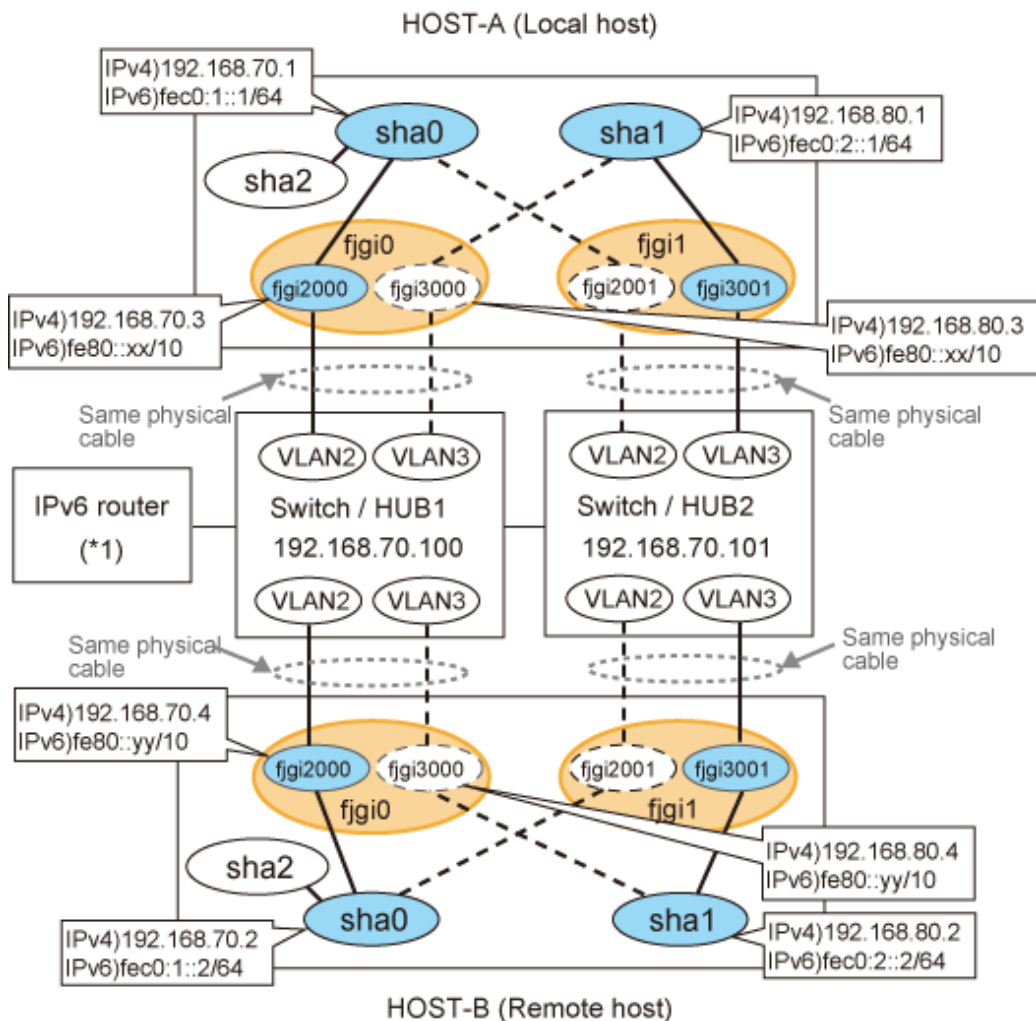 HOST-A (Local host)
IPv4)192.168.70.1
IPv6)fec0:1::1/64
sha0
sha1
IPv4)192.168.80.1
IPv6)fec0:2::1/64
sha2
fjgi0
fjgi1
fjgi2000
fjgi3000
fjgi2001
fjgi3001
IPv4)192.168.70.3
IPv6)fe80::xx/10
IPv4)192.168.80.3
IPv6)fe80::xx/10
Same physical
cable
Same physical
cable
VLAN2
VLAN3
VLAN2
VLAN3
IPv6 router
(*1)
Switch / HUB1
192.168.70.100
Switch / HUB2
192.168.70.101
VLAN2
VLAN3
VLAN2
VLAN3
Same physical
cable
Same physical
cable
IPv4)192.168.70.4
IPv6)fe80::yy/10
fjgi2000
fjgi3000
fjgi2001
fjgi3001
fjgi0
fjgi1
IPv4)192.168.80.4
IPv6)fe80::yy/10
sha2
sha0
sha1
IPv4)192.168.70.2
IPv6)fec0:1::2/64
IPv4)192.168.80.2
IPv6)fec0:2::2/64
HOST-B (Remote host)